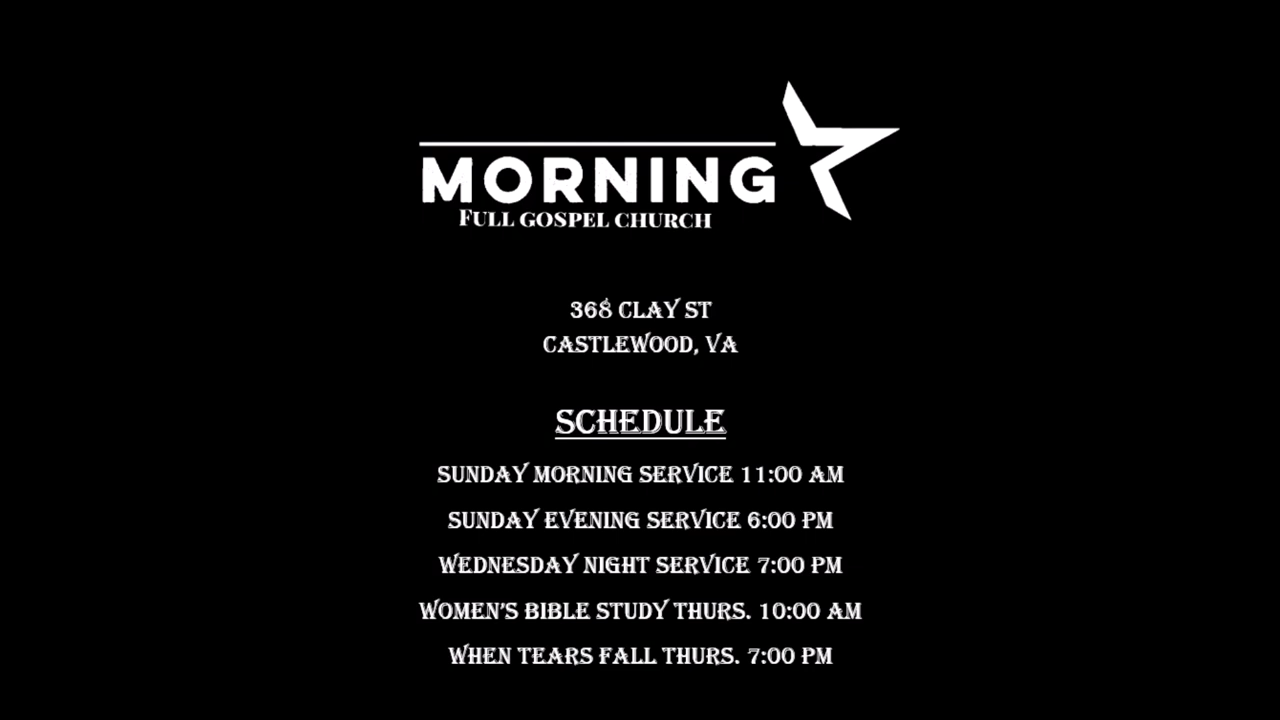 MORNING
FULL GOSPEL CHURCH
368 CLAY ST
CASTLEWOOD, VA
SCHEDULE
SUNDAY MORNING SERVICE 11:00 AM
SUNDAY EVENING SERVICE 6:00 PM
WEDNESDAY NIGHT SERVICE 7:00 PM
WOMEN'S BIBLE STUDY THURS. 10:00 AM
WHEN TEARS FALL THURS. 7:00 PM